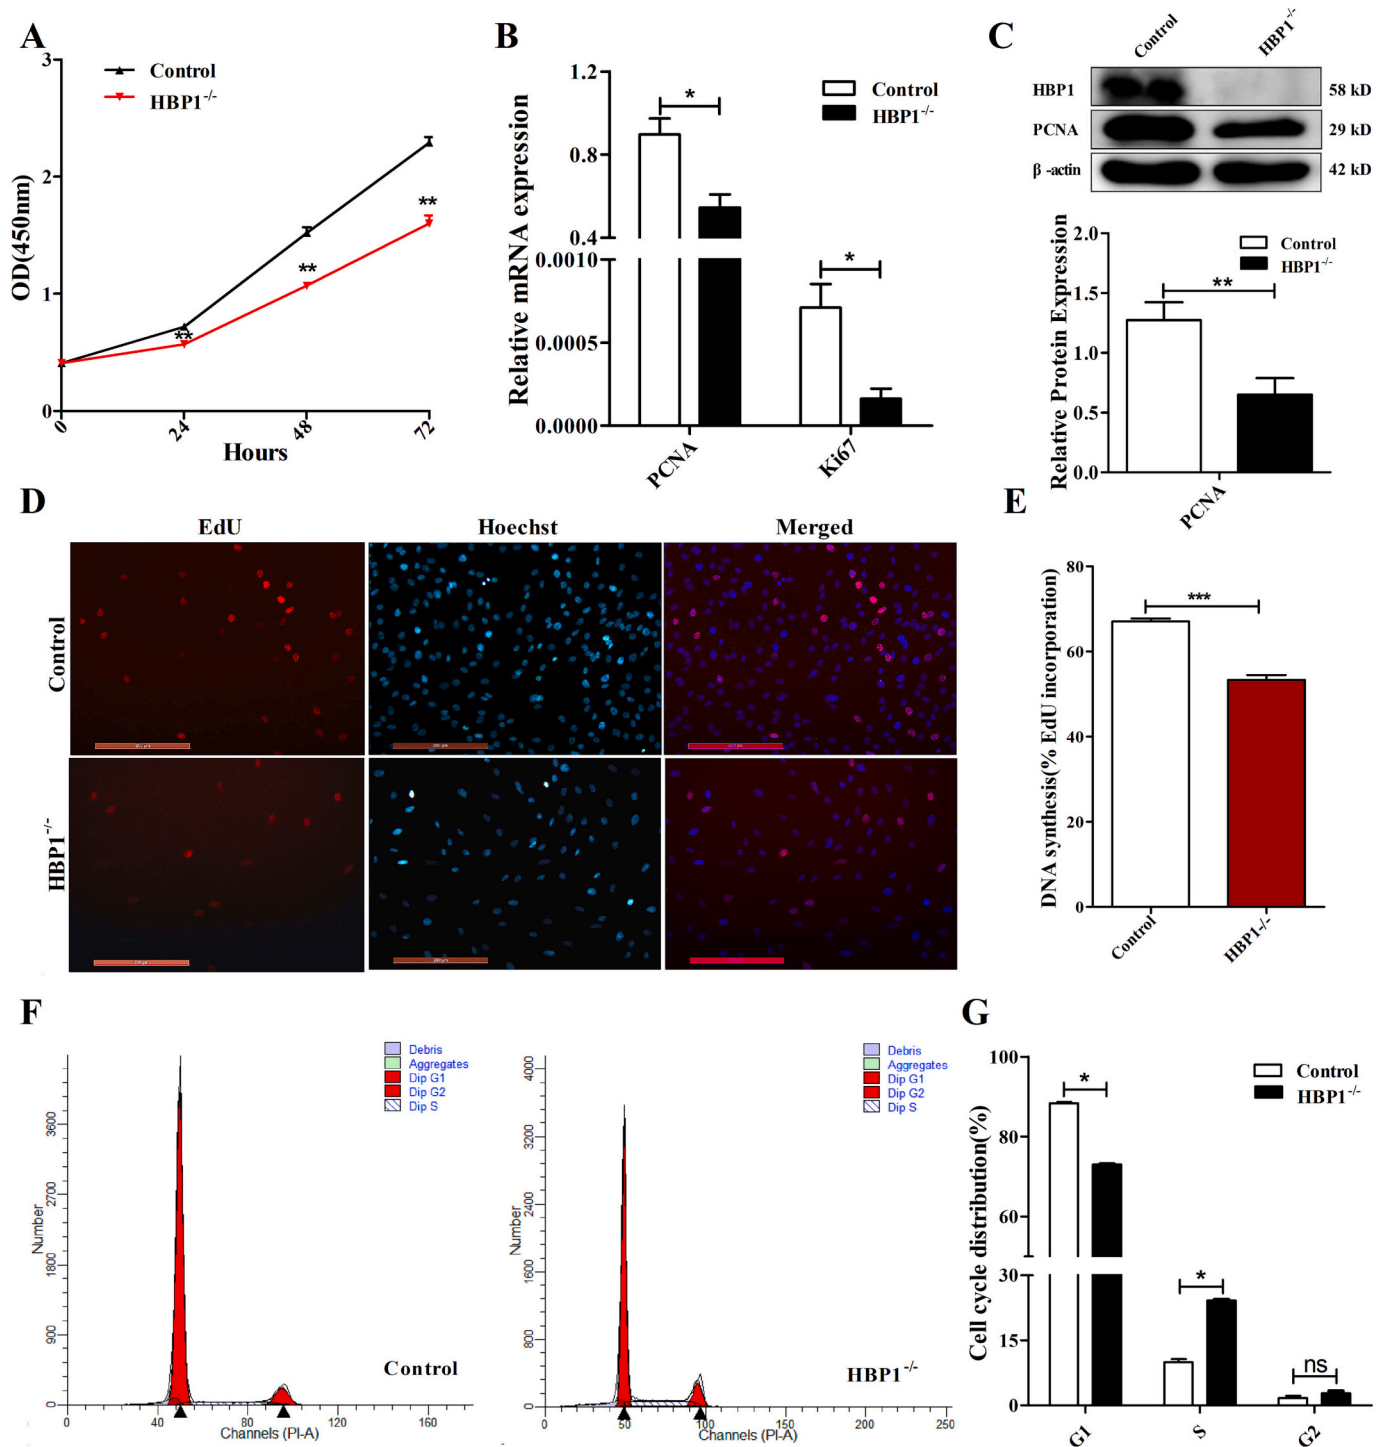 A
3
2
1
0
OD(450nm)
Control
HBP1-/-
**
**
**
0
24
48
72
Hours
B
1.2
0.8
0.4
0.0010
0.0005
0.0000
Relative mRNA expression
Control
HBP1-/-
*
*
PCNA
Ki67
C
Control
HBP1-/-
HBP1
58 kD
PCNA
29 kD
β -actin
42 kD
2.0
1.5
1.0
0.5
0.0
Relative Protein Expression
Control
HBP1-/-
**
PCNA
D
EdU
Hoechst
Merged
Control
HBP1-/-
E
80
60
40
20
0
DNA synthesis(% EdU incorporation)
***
Control
HBP1-/-
F
Debris
Aggregates
Dip G1
Dip G2
Dip S
3600
2700
1800
900
0
Number
Control
0
40
80
120
160
Channels (PI-A)
Debris
Aggregates
Dip G1
Dip G2
Dip S
4000
3200
2400
1600
800
0
Number
HBP1-/-
0
50
100
150
200
250
Channels (PI-A)
G
100
80
60
30
15
0
Cell cycle distribution(%)
Control
HBP1-/-
*
*
ns
G1
S
G2